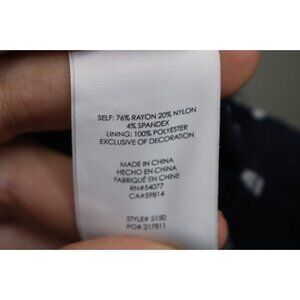 SELF: 76% RAYON 20% NYLON
4% SPANDEX
LINING: 100% POLYESTER
EXCLUSIVE OF DECORATION
MADE IN CHINA
HECHO EN CHINA
FABRIQUÉ EN CHINE
RN#54077
CA#59814
STYLE# 5150
PO# 217811